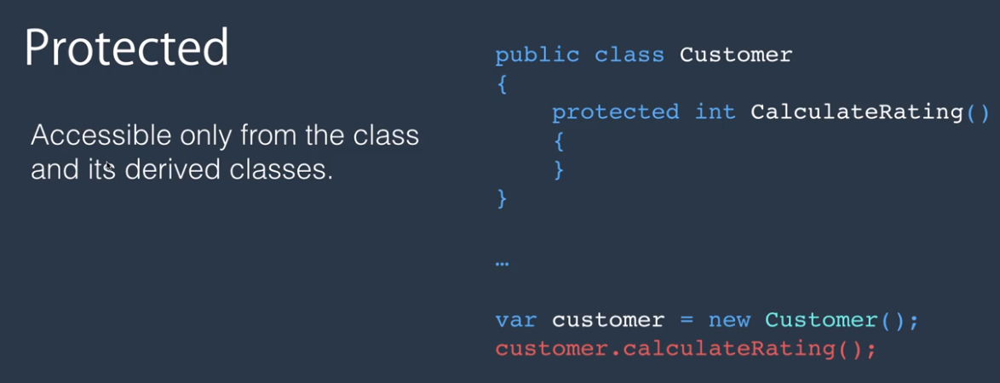 Protected
Accessible only from the class
and its derived classes.
public class Customer
{
    protected int CalculateRating()
    {
    }
}
…
var customer = new Customer();
customer.calculateRating();